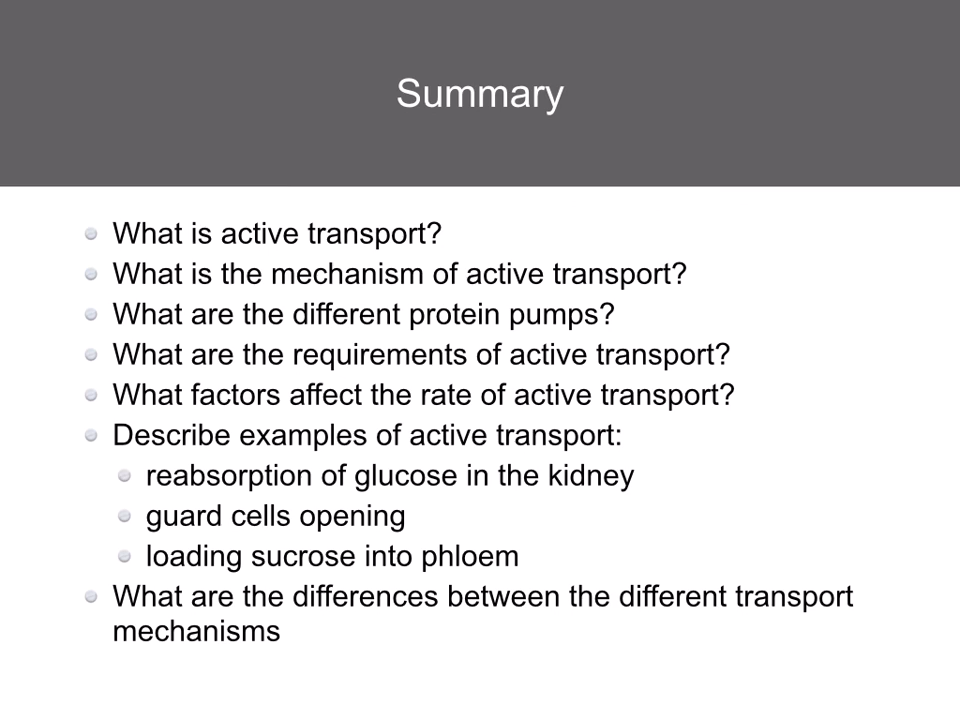 Summary
What is active transport?
What is the mechanism of active transport?
What are the different protein pumps?
What are the requirements of active transport?
What factors affect the rate of active transport?
Describe examples of active transport:
reabsorption of glucose in the kidney
guard cells opening
loading sucrose into phloem
What are the differences between the different transport
mechanisms